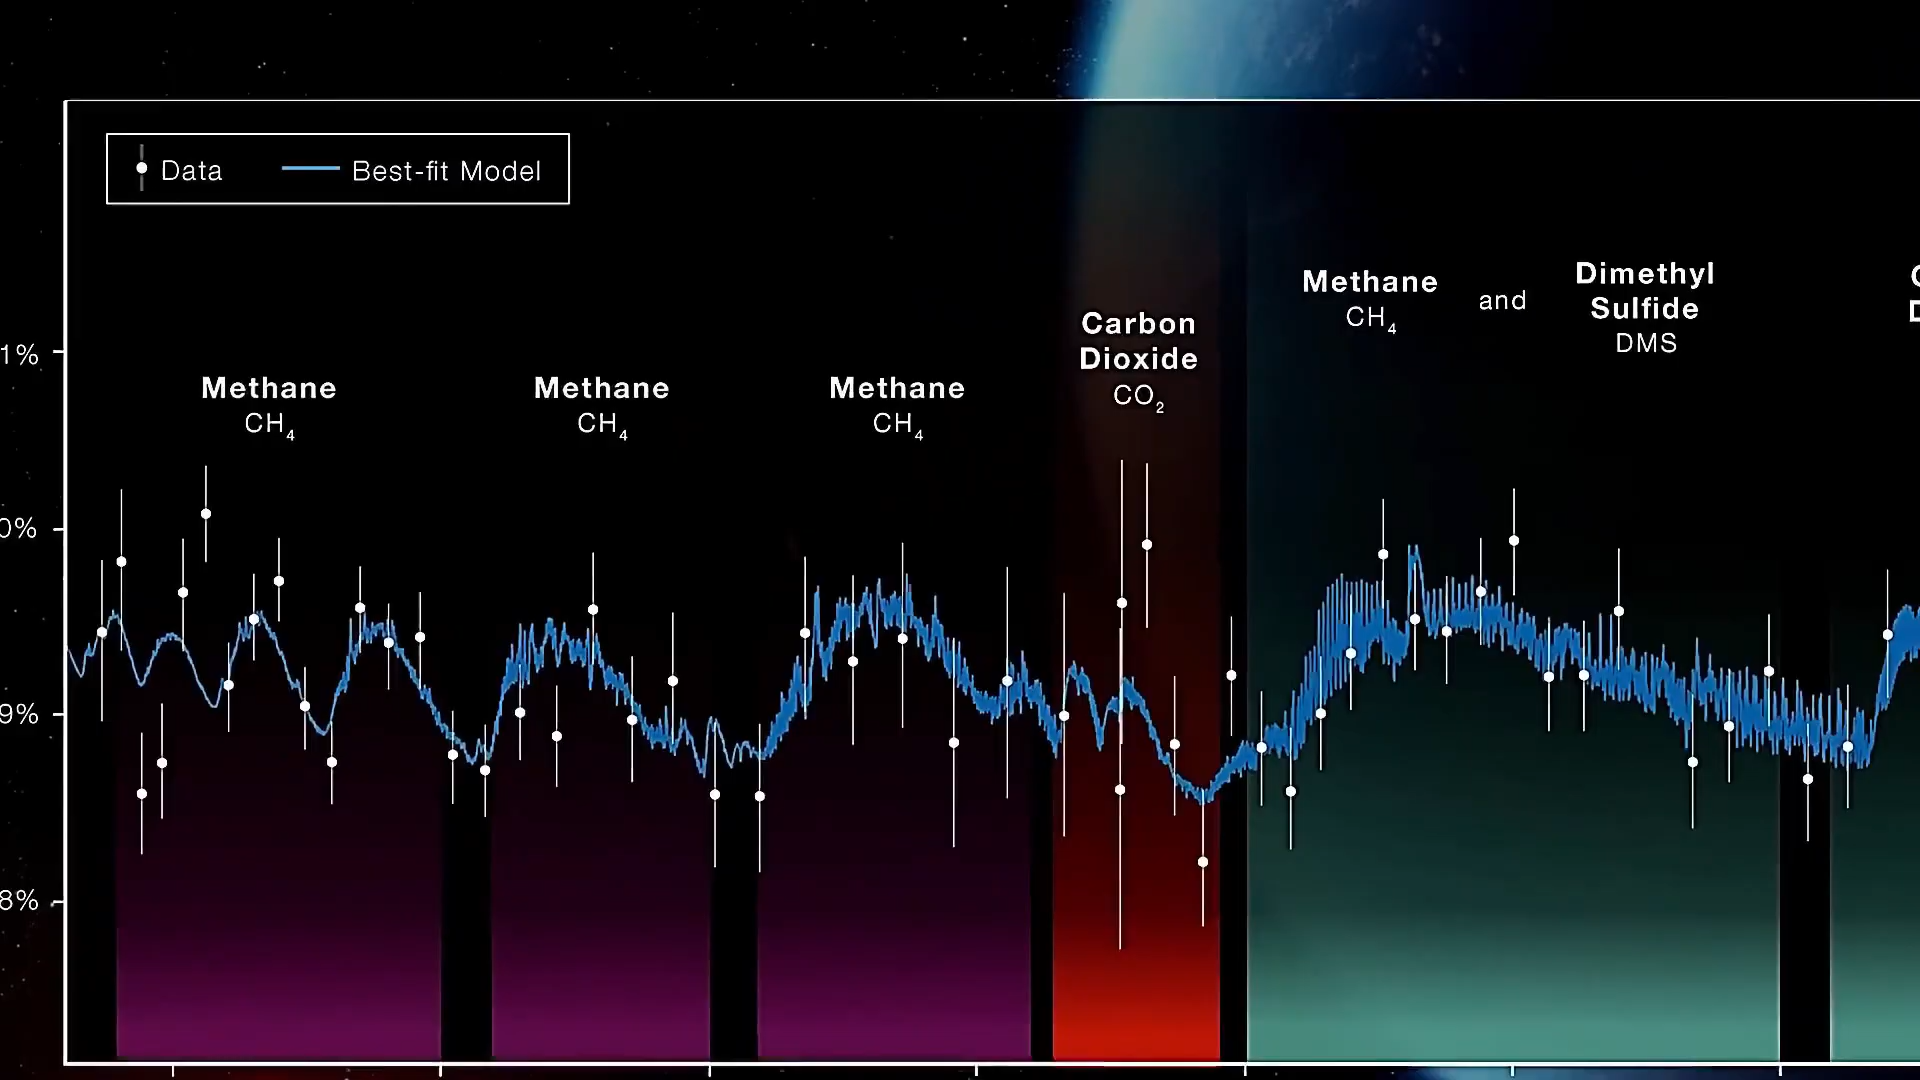 Data
Best-fit Model
Methane
CH₄
and
Dimethyl
Sulfide
DMS
Carbon
Dioxide
CO₂
Methane
CH₄
Methane
CH₄
Methane
CH₄
1%
0%
9%
8%